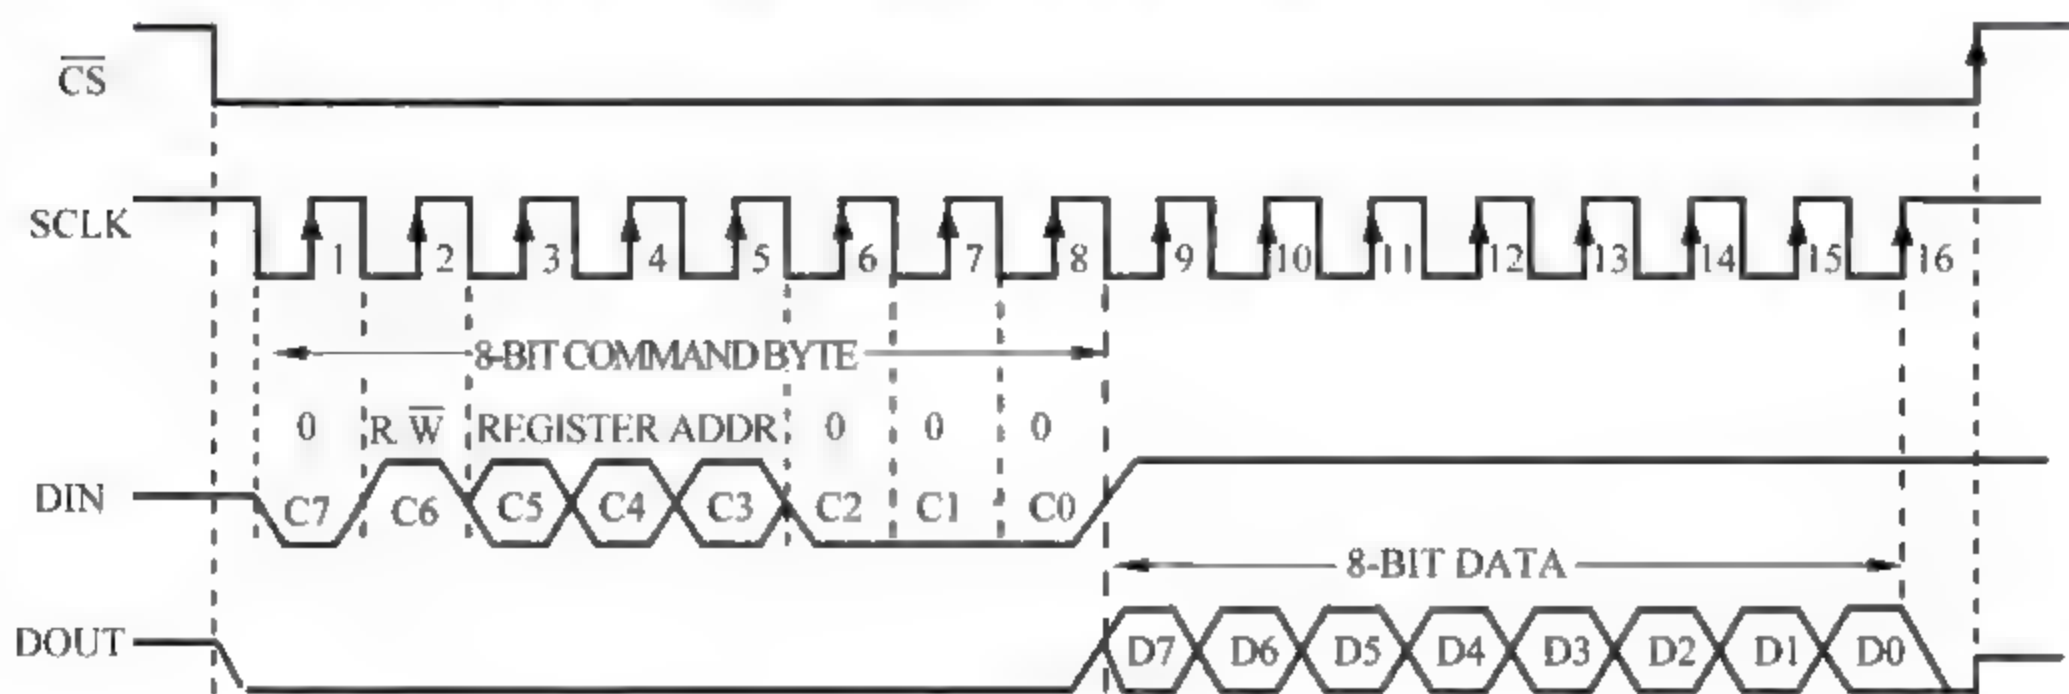 CS
SCLK 1 2 3 4 5 6 7 8 9 10 11 12 13 14 15 16
8-BIT COMMAND BYTE
0 R W REGISTER ADDR 0 0 0
DIN C7 C6 C5 C4 C3 C2 C1 C0
8-BIT DATA
DOUT D7 D6 D5 D4 D3 D2 D1 D0